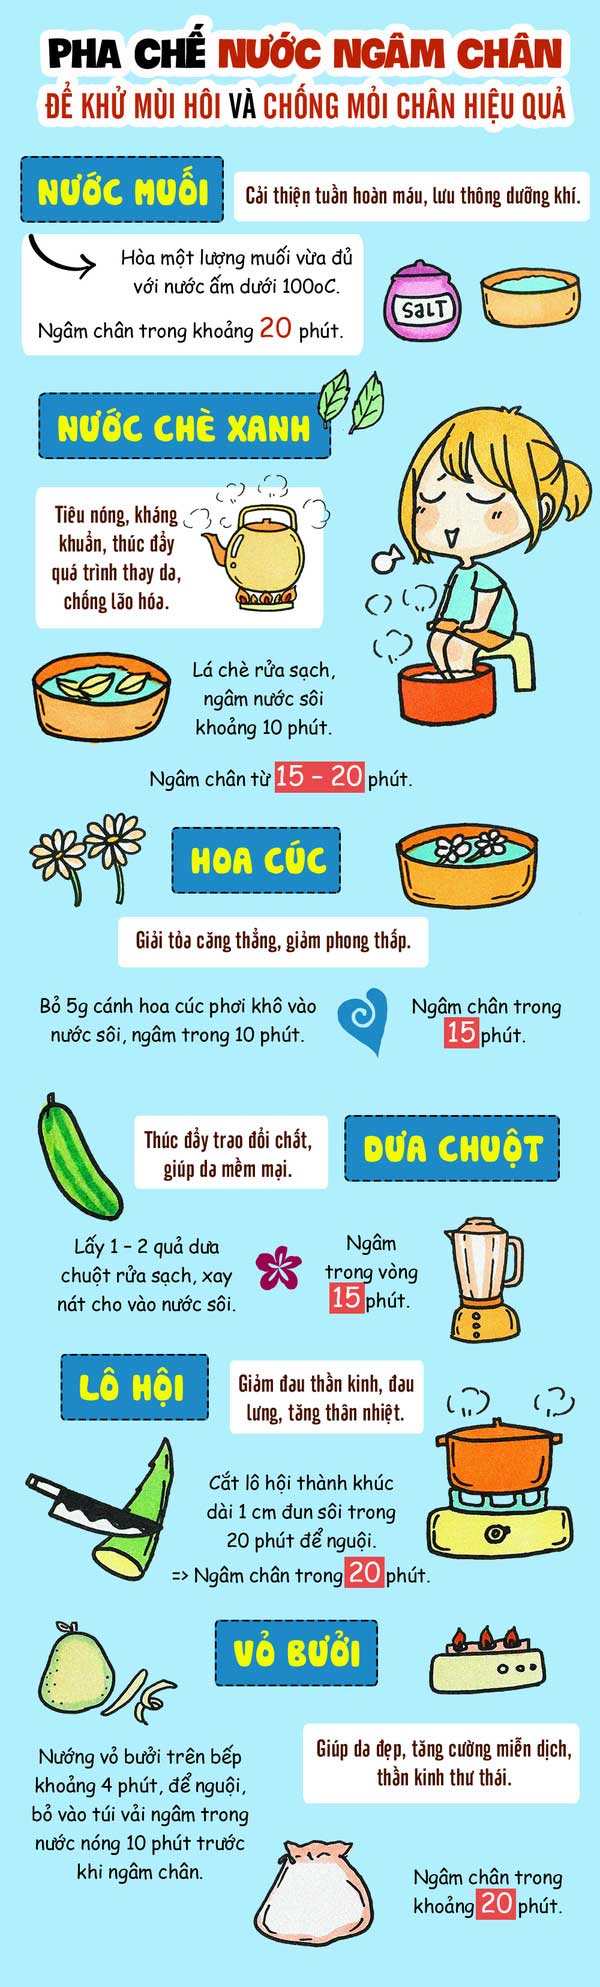 PHA CHẾ NƯỚC NGÂM CHÂN
ĐỂ KHỬ MÙI HÔI VÀ CHỐNG MỎI CHÂN HIỆU QUẢ
NƯỚC MUỐI
Cải thiện tuần hoàn máu, lưu thông dưỡng khí.
Hòa một lượng muối vừa đủ
với nước ấm dưới 100oC.
Ngâm chân trong khoảng 20 phút.
SALT
NƯỚC CHÈ XANH
Tiêu nóng, kháng
khuẩn, thúc đẩy
quá trình thay da,
chống lão hóa.
Lá chè rửa sạch,
ngâm nước sôi
khoảng 10 phút.
Ngâm chân từ 15 – 20 phút.
HOA CÚC
Giải tỏa căng thẳng, giảm phong thấp.
Bỏ 5g cánh hoa cúc phơi khô vào
nước sôi, ngâm trong 10 phút.
Ngâm chân trong
15 phút.
Thúc đẩy trao đổi chất,
giúp da mềm mại.
DƯA CHUỘT
Lấy 1 – 2 quả dưa
chuột rửa sạch, xay
nát cho vào nước sôi.
Ngâm
trong vòng
15 phút.
LÔ HỘI
Giảm đau thần kinh, đau
lưng, tăng thân nhiệt.
Cắt lô hội thành khúc
dài 1 cm đun sôi trong
20 phút để nguội.
=> Ngâm chân trong 20 phút.
VỎ BƯỞI
Giúp da đẹp, tăng cường miễn dịch,
thần kinh thư thái.
Nướng vỏ bưởi trên bếp
khoảng 4 phút, để nguội,
bỏ vào túi vải ngâm trong
nước nóng 10 phút trước
khi ngâm chân.
Ngâm chân trong
khoảng 20 phút.